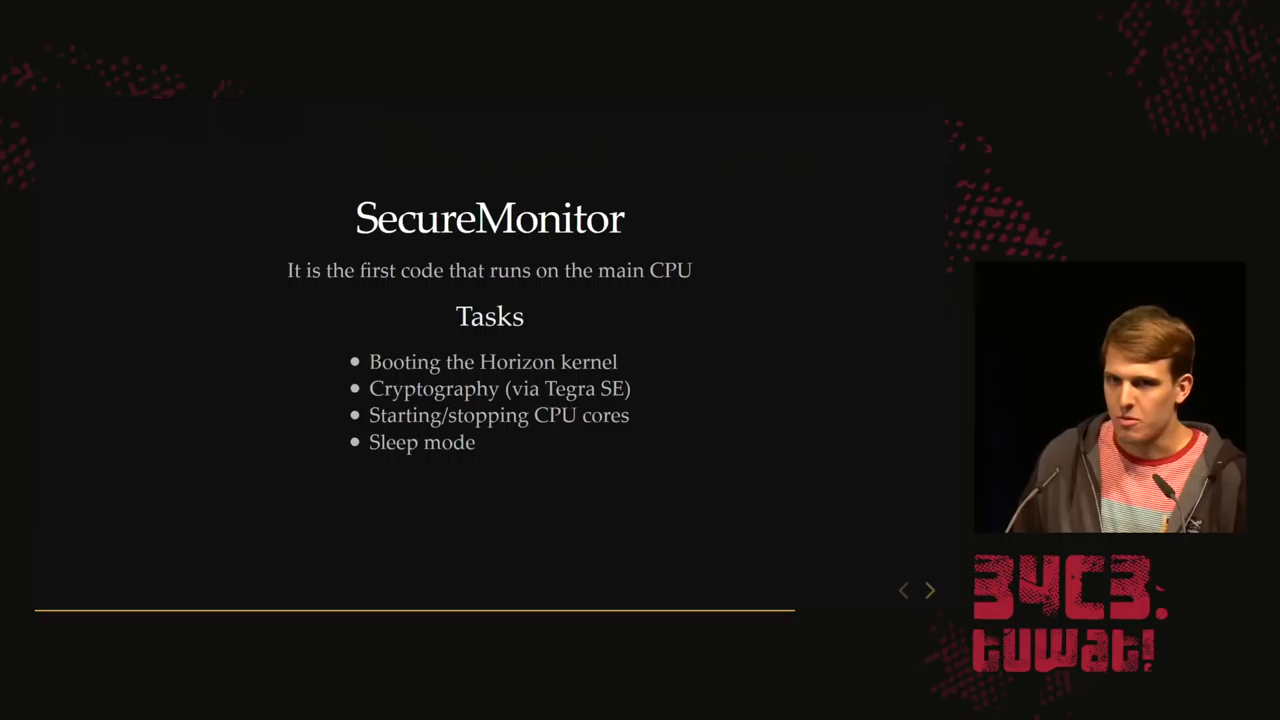 SecureMonitor
It is the first code that runs on the main CPU
Tasks
Booting the Horizon kernel
Cryptography (via Tegra SE)
Starting/stopping CPU cores
Sleep mode
34C3.
tuwat!